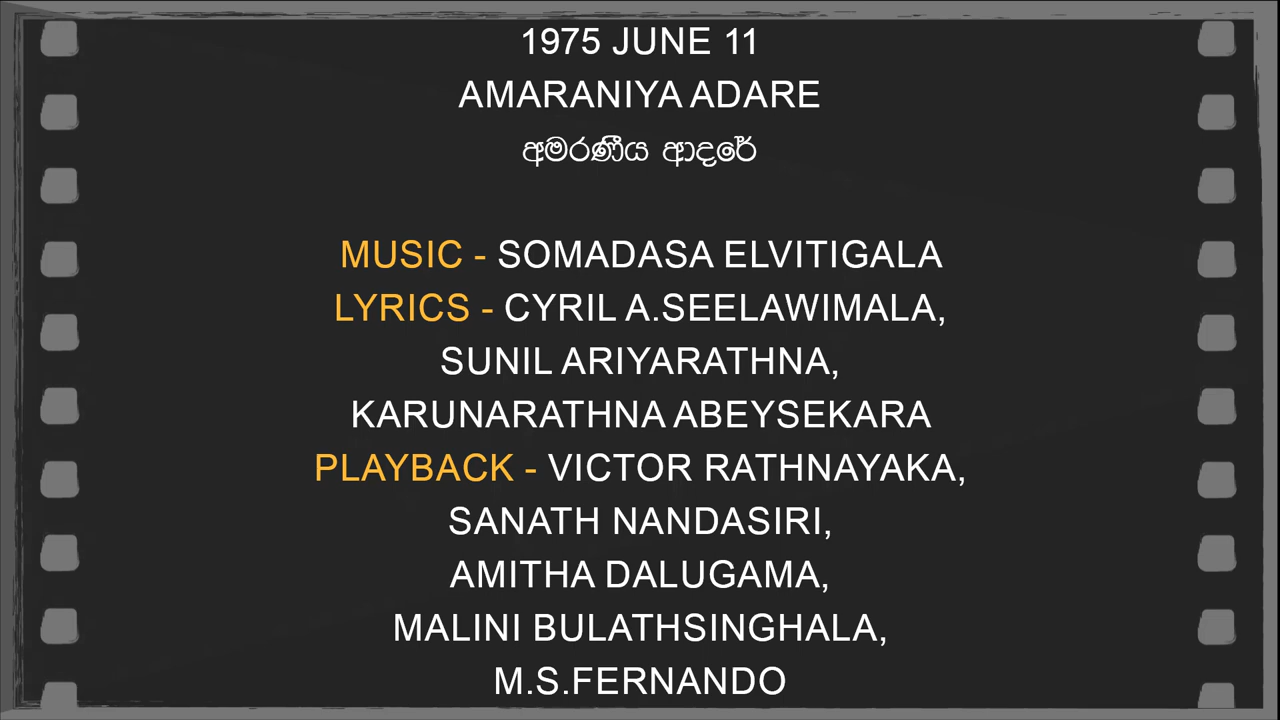 1975 JUNE 11
AMARANIYA ADARE
අමරණීය ආදරේ
MUSIC - SOMADASA ELVITIGALA
LYRICS - CYRIL A.SEELAWIMALA,
SUNIL ARIYARATHNA,
KARUNARATHNA ABEYSEKARA
PLAYBACK - VICTOR RATHNAYAKA,
SANATH NANDASIRI,
AMITHA DALUGAMA,
MALINI BULATHSINGHALA,
M.S.FERNANDO